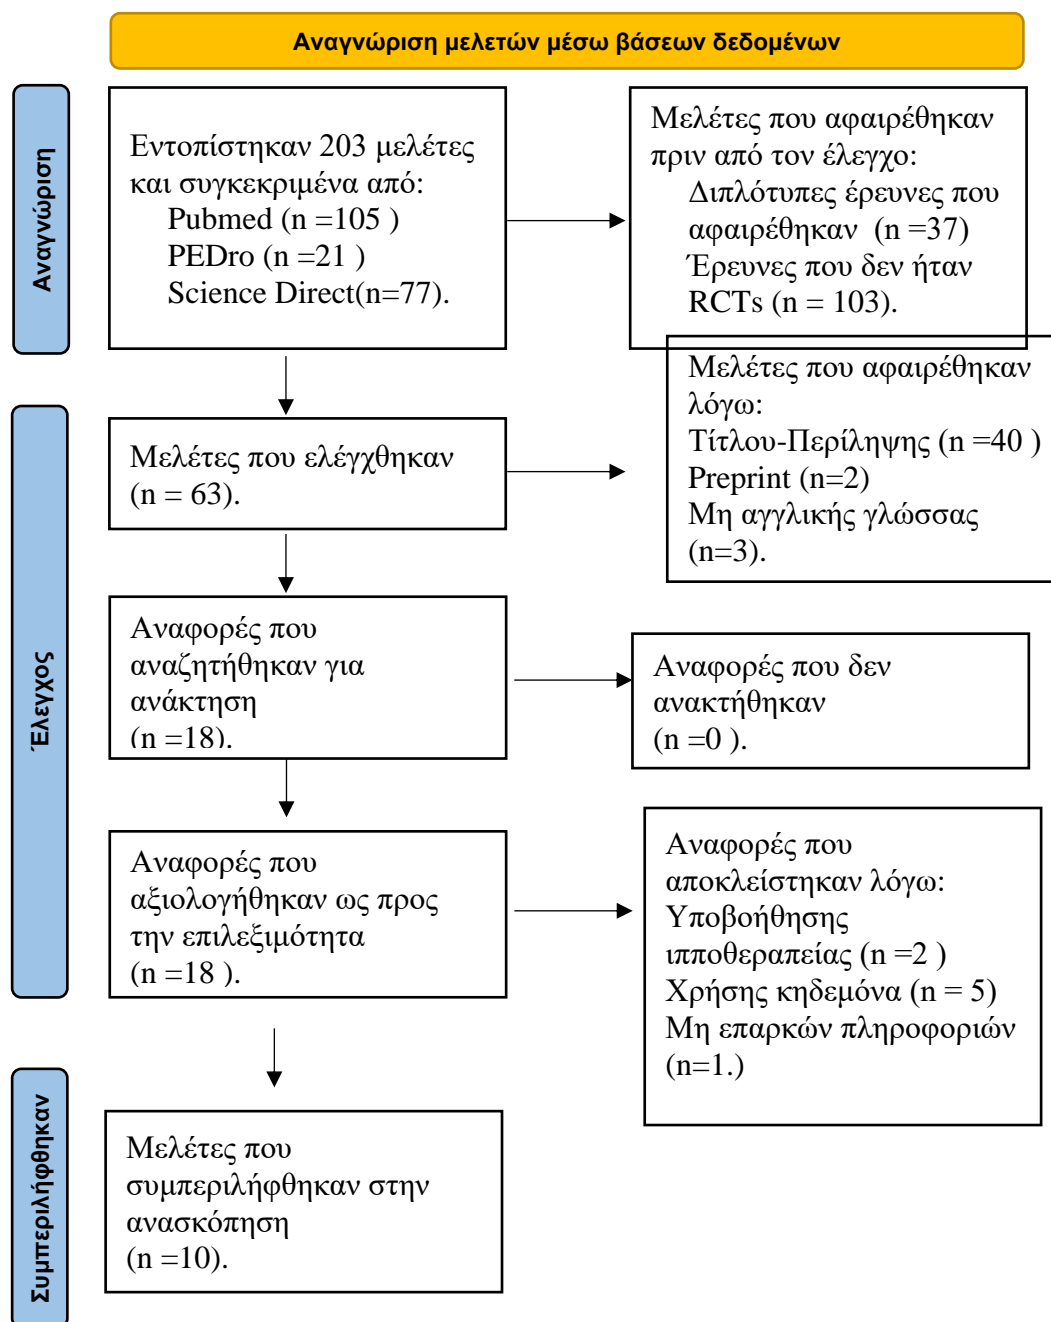 Αναγνώριση μελετών μέσω βάσεων δεδομένων
Αναγνώριση
Εντοπίστηκαν 203 μελέτες
και συγκεκριμένα από:
Pubmed (n =105 )
PEDro (n =21 )
Science Direct(n=77).
Μελέτες που αφαιρέθηκαν
πριν από τον έλεγχο:
Διπλότυπες έρευνες που
αφαιρέθηκαν (n =37)
Έρευνες που δεν ήταν
RCTs (n = 103).
Έλεγχος
Μελέτες που ελέγχθηκαν
(n = 63).
Μελέτες που αφαιρέθηκαν
λόγω:
Τίτλου-Περίληψης (n =40 )
Preprint (n=2)
Μη αγγλικής γλώσσας
(n=3).
Αναφορές που
αναζητήθηκαν για
ανάκτηση
(n =18).
Αναφορές που δεν
ανακτήθηκαν
(n =0 ).
Αναφορές που
αξιολογήθηκαν ως προς
την επιλεξιμότητα
(n =18 ).
Αναφορές που
αποκλείστηκαν λόγω:
Υποβοήθησης
ιπποθεραπείας (n =2 )
Χρήσης κηδεμόνα (n = 5)
Μη επαρκών πληροφοριών
(n=1.)
Συμπεριλήφθηκαν
Μελέτες που
συμπεριλήφθηκαν στην
ανασκόπηση
(n =10).